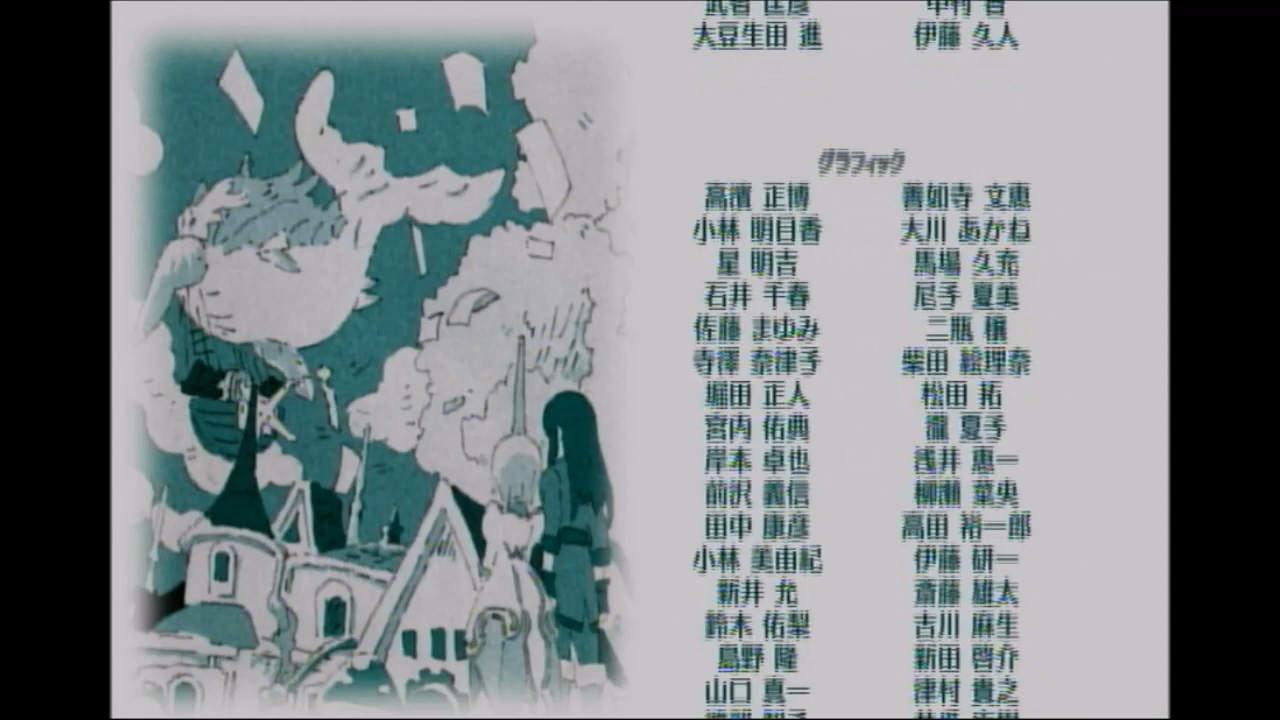 大豆生田 進 伊藤 久人
グラフィック
高濱 正博 善如寺 文恵
小林 明日香 大川 あかね
星 明吉 馬場 久充
石井 千春 尼子 夏美
佐藤 まゆみ 二瓶 穣
寺澤 奈津子 柴田 絵理奈
堀田 正人 松田 拓
宮内 佑典 瀧 夏子
岸本 卓也 浅井 恵一
前沢 義信 柳瀬 章央
田中 康彦 高田 裕一郎
小林 美由紀 伊藤 研一
新井 允 斎藤 雄太
鈴木 佑梨 古川 麻生
島野 隆 新田 啓介
山口 真一 津村 貴之